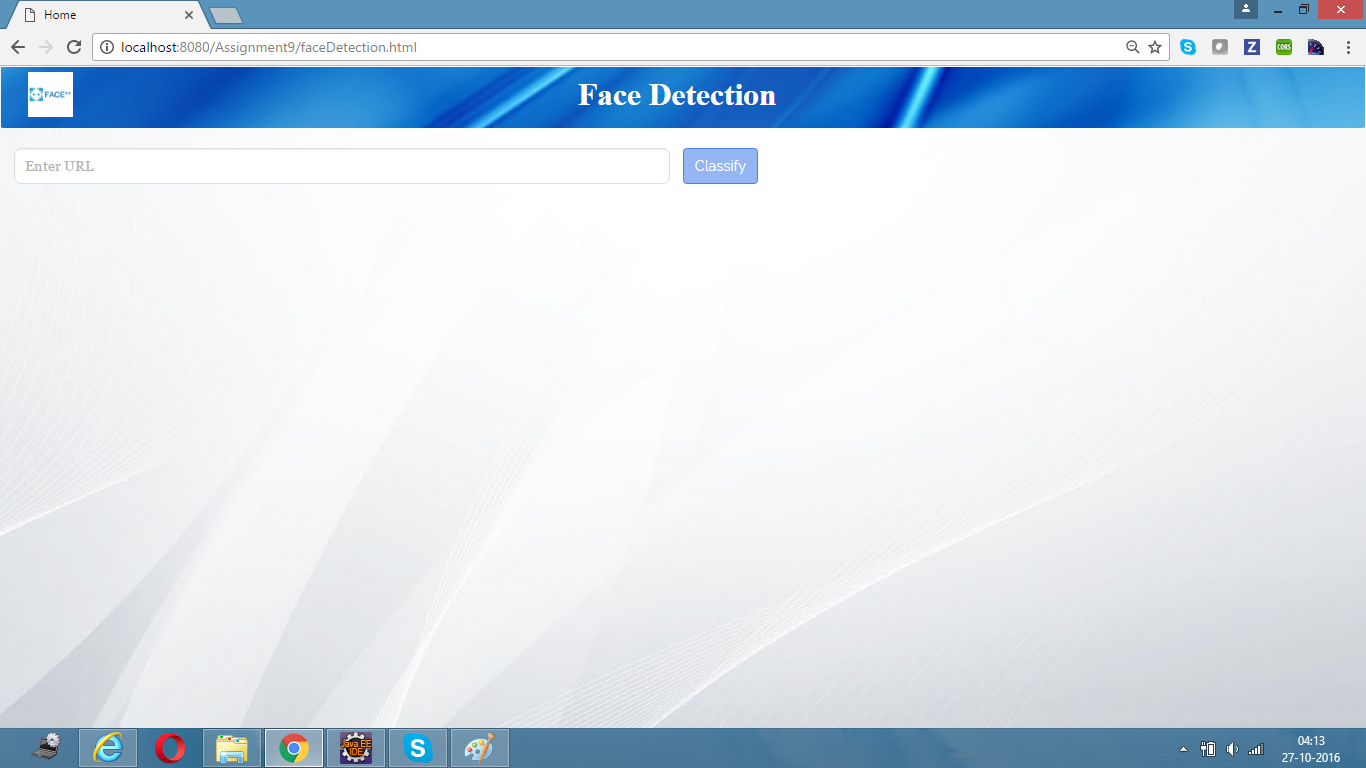 Home
localhost:8080/Assignment9/faceDetection.html
Z
CORS
FACE++
Face Detection
Enter URL
Classify
Java EE
IDE
04:13
27-10-2016